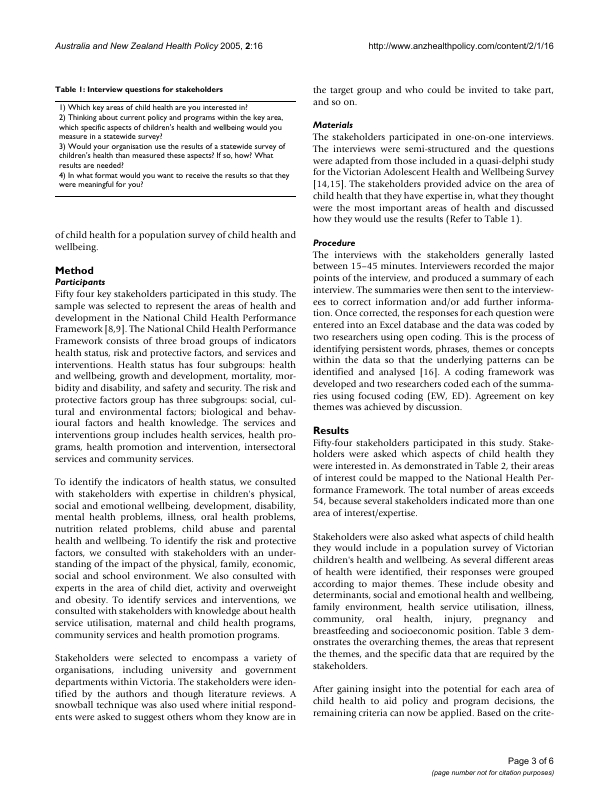 Australia and New Zealand Health Policy 2005, 2:16
http://www.anzhealthpolicy.com/content/2/1/16
Table 1: Interview questions for stakeholders
1) Which key areas of child health are you interested in?
2) Thinking about current policy and programs within the key area,
which specific aspects of children's health and wellbeing would you
measure in a statewide survey?
3) Would your organisation use the results of a statewide survey of
children's health than measured these aspects? If so, how? What
results are needed?
4) In what format would you want to receive the results so that they
were meaningful for you?
of child health for a population survey of child health and
wellbeing.
Method
Participants
Fifty four key stakeholders participated in this study. The
sample was selected to represent the areas of health and
development in the National Child Health Performance
Framework [8,9]. The National Child Health Performance
Framework consists of three broad groups of indicators
health status, risk and protective factors, and services and
interventions. Health status has four subgroups: health
and wellbeing, growth and development, mortality, mor-
bidity and disability, and safety and security. The risk and
protective factors group has three subgroups: social, cul-
tural and environmental factors; biological and behav-
ioural factors and health knowledge. The services and
interventions group includes health services, health pro-
grams, health promotion and intervention, intersectoral
services and community services.
To identify the indicators of health status, we consulted
with stakeholders with expertise in children's physical,
social and emotional wellbeing, development, disability,
mental health problems, illness, oral health problems,
nutrition related problems, child abuse and parental
health and wellbeing. To identify the risk and protective
factors, we consulted with stakeholders with an under-
standing of the impact of the physical, family, economic,
social and school environment. We also consulted with
experts in the area of child diet, activity and overweight
and obesity. To identify services and interventions, we
consulted with stakeholders with knowledge about health
service utilisation, maternal and child health programs,
community services and health promotion programs.
Stakeholders were selected to encompass a variety of
organisations, including university and government
departments within Victoria. The stakeholders were iden-
tified by the authors and though literature reviews. A
snowball technique was also used where initial respond-
ents were asked to suggest others whom they know are in
the target group and who could be invited to take part,
and so on.
Materials
The stakeholders participated in one-on-one interviews.
The interviews were semi-structured and the questions
were adapted from those included in a quasi-delphi study
for the Victorian Adolescent Health and Wellbeing Survey
[14,15]. The stakeholders provided advice on the area of
child health that they have expertise in, what they thought
were the most important areas of health and discussed
how they would use the results (Refer to Table 1).
Procedure
The interviews with the stakeholders generally lasted
between 15–45 minutes. Interviewers recorded the major
points of the interview, and produced a summary of each
interview. The summaries were then sent to the interview-
ees to correct information and/or add further informa-
tion. Once corrected, the responses for each question were
entered into an Excel database and the data was coded by
two researchers using open coding. This is the process of
identifying persistent words, phrases, themes or concepts
within the data so that the underlying patterns can be
identified and analysed [16]. A coding framework was
developed and two researchers coded each of the summa-
ries using focused coding (EW, ED). Agreement on key
themes was achieved by discussion.
Results
Fifty-four stakeholders participated in this study. Stake-
holders were asked which aspects of child health they
were interested in. As demonstrated in Table 2, their areas
of interest could be mapped to the National Health Per-
formance Framework. The total number of areas exceeds
54, because several stakeholders indicated more than one
area of interest/expertise.
Stakeholders were also asked what aspects of child health
they would include in a population survey of Victorian
children's health and wellbeing. As several different areas
of health were identified, their responses were grouped
according to major themes. These include obesity and
determinants, social and emotional health and wellbeing,
family environment, health service utilisation, illness,
community, oral health, injury, pregnancy and
breastfeeding and socioeconomic position. Table 3 dem-
onstrates the overarching themes, the areas that represent
the themes, and the specific data that are required by the
stakeholders.
After gaining insight into the potential for each area of
child health to aid policy and program decisions, the
remaining criteria can now be applied. Based on the crite-
Page 3 of 6
(page number not for citation purposes)